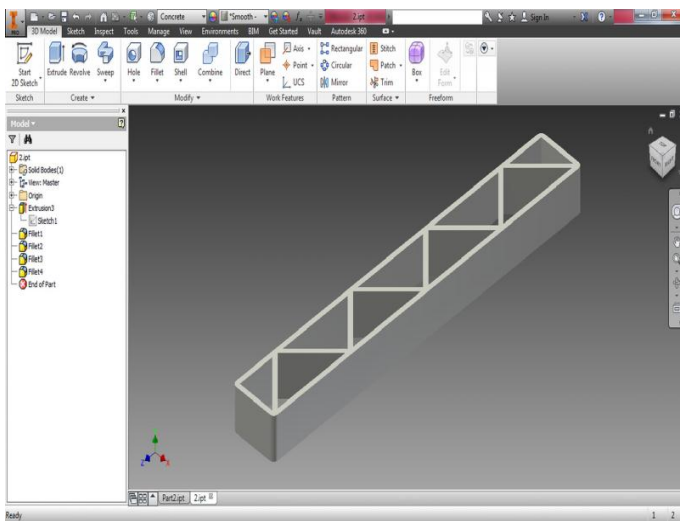 Concrete *Smooth- 2.ipt Sign In
PRO 3D Model Sketch Inspect Tools Manage View Environments BIM Get Started Vault Autodesk 360
Axis Rectangular Stitch
Point Circular Patch
Start 2D Sketch Extrude Revolve Sweep Hole Fillet Shell Combine Direct Plane UCS Mirror Trim Box Edit Form
Sketch Create Modify Work Features Pattern Surface Freeform
Model
2.ipt
Solid Bodies(1)
View: Master
Origin
Extrusion3
Sketch1
Fillet1
Fillet2
Fillet3
Fillet4
End of Part
Part2.ipt 2.ipt
Ready 1 2